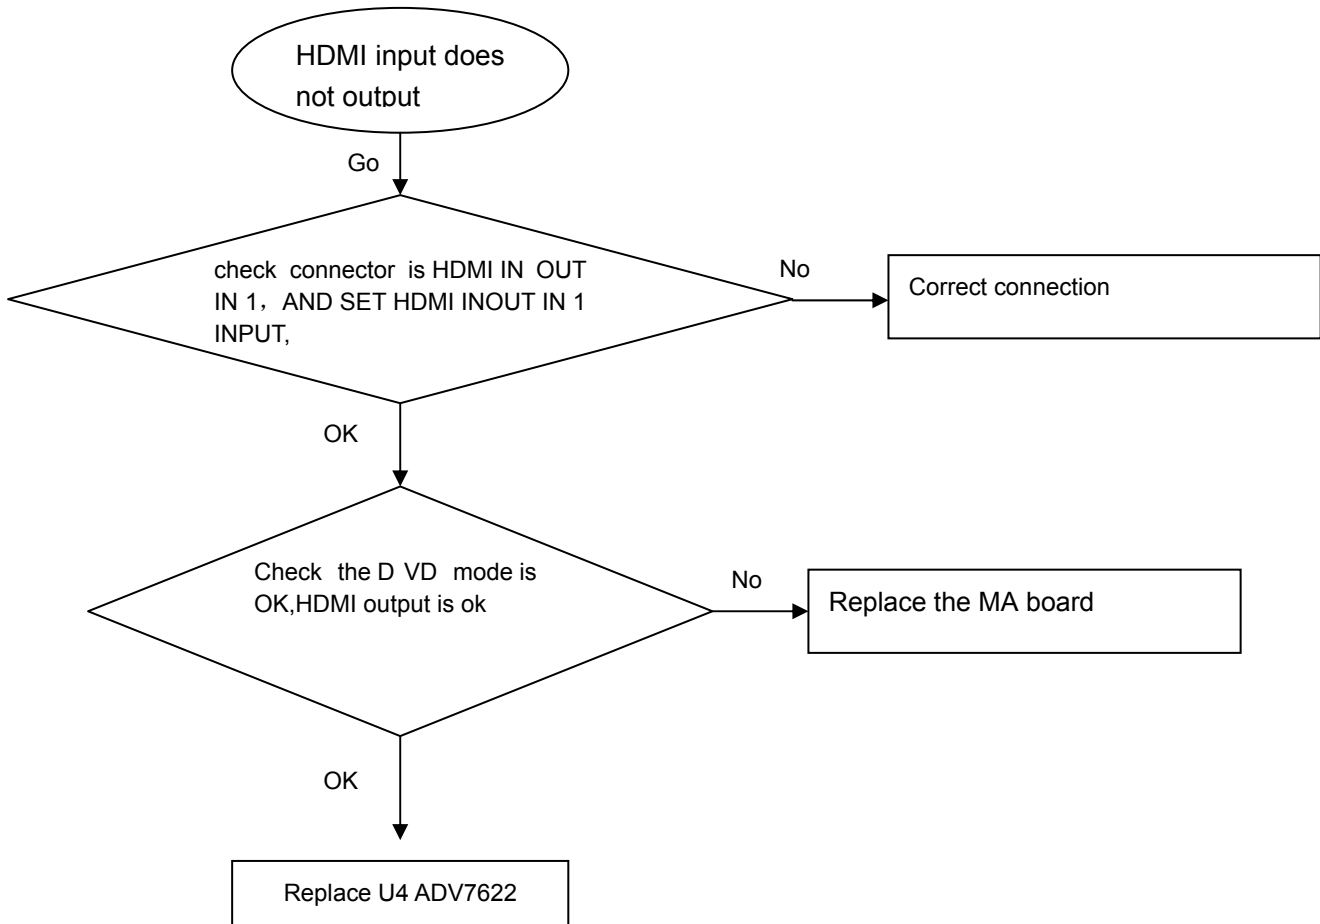 HDMI input does
not output
Go
check connector is HDMI IN OUT
IN 1，AND SET HDMI INOUT IN 1
INPUT,
No
Correct connection
OK
Check the D VD mode is
OK,HDMI output is ok
No
Replace the MA board
OK
Replace U4 ADV7622